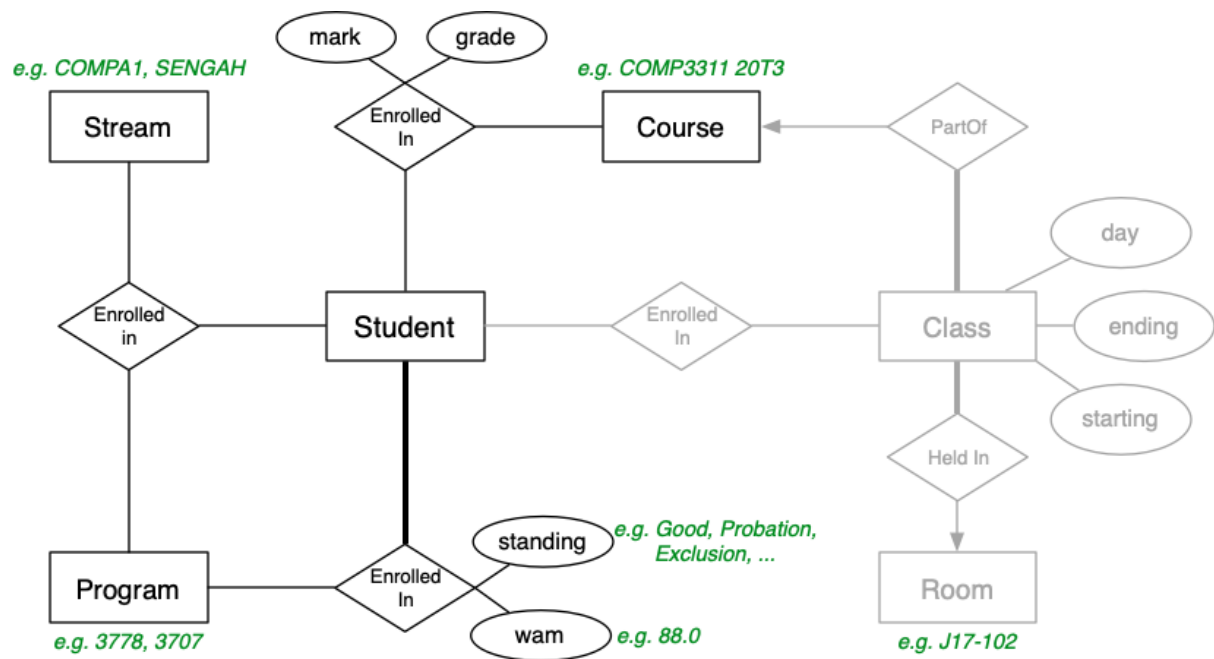 mark
grade
e.g. COMPA1, SENGAH
e.g. COMP3311 20T3
Stream
Enrolled
In
Course
PartOf
day
Enrolled
in
Student
Enrolled
In
Class
ending
starting
Held In
standing
e.g. Good, Probation,
Exclusion, ...
Program
Enrolled
In
Room
wam
e.g. 3778, 3707
e.g. 88.0
e.g. J17-102